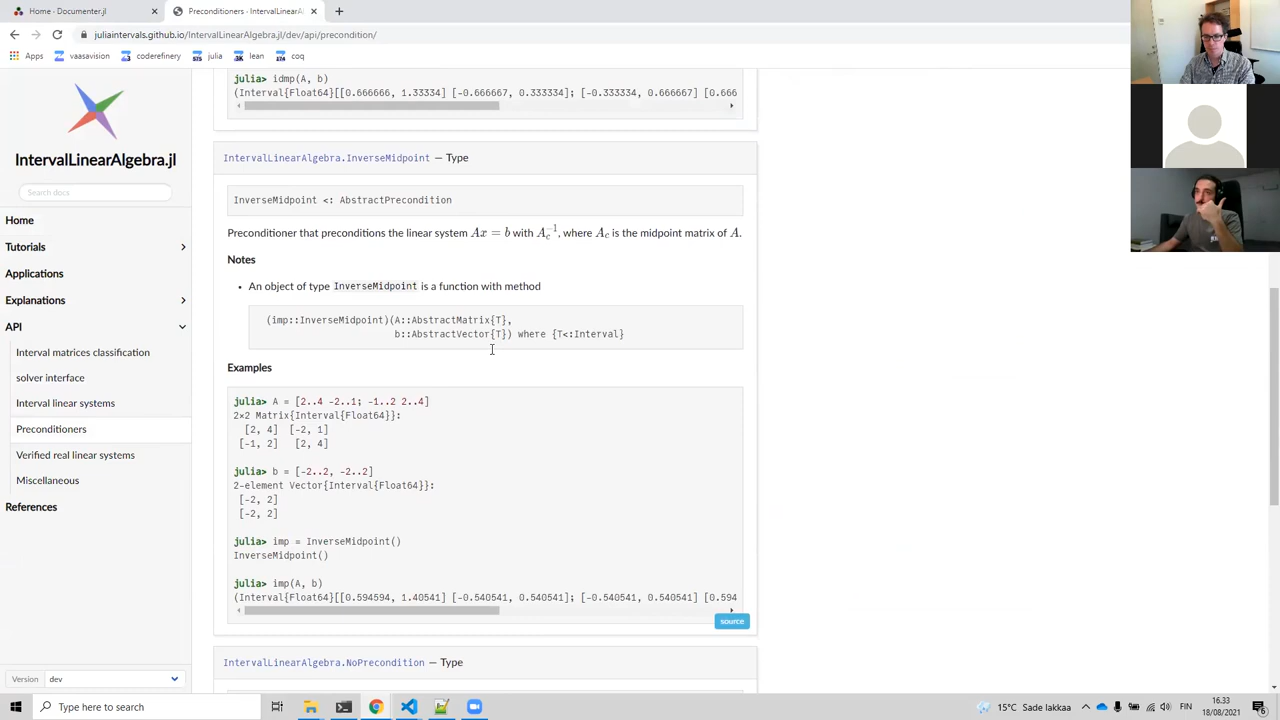 Home - Documenter.jl
Preconditioners - IntervalLinearA
juliaintervals.github.io/IntervalLinearAlgebra.jl/dev/api/precondition/
Apps
vaasavision
coderefinery
julia
lean
coq
IntervalLinearAlgebra.jl
Search docs
Home
Tutorials
Applications
Explanations
API
Interval matrices classification
solver interface
Interval linear systems
Preconditioners
Verified real linear systems
Miscellaneous
References
Version dev
julia> idmp(A, b)
(Interval{Float64}[[0.666666, 1.33334] [-0.666667, 0.333334]; [-0.333334, 0.666667] [0.666
IntervalLinearAlgebra.InverseMidpoint — Type
InverseMidpoint <: AbstractPrecondition
Preconditioner that preconditions the linear system Ax = b with A_c^{-1}, where A_c is the midpoint matrix of A.
Notes
• An object of type InverseMidpoint is a function with method
(imp::InverseMidpoint)(A::AbstractMatrix{T},
b::AbstractVector{T}) where {T<:Interval}
Examples
julia> A = [2..4 -2..1; -1..2 2..4]
2×2 Matrix{Interval{Float64}}:
[2, 4] [-2, 1]
[-1, 2] [2, 4]
julia> b = [-2..2, -2..2]
2-element Vector{Interval{Float64}}:
[-2, 2]
[-2, 2]
julia> imp = InverseMidpoint()
InverseMidpoint()
julia> imp(A, b)
(Interval{Float64}[[0.594594, 1.40541] [-0.540541, 0.540541]; [-0.540541, 0.540541] [0.594
source
IntervalLinearAlgebra.NoPrecondition — Type
Type here to search
15°C Sade lakkaa
FIN
16.33
18/08/2021